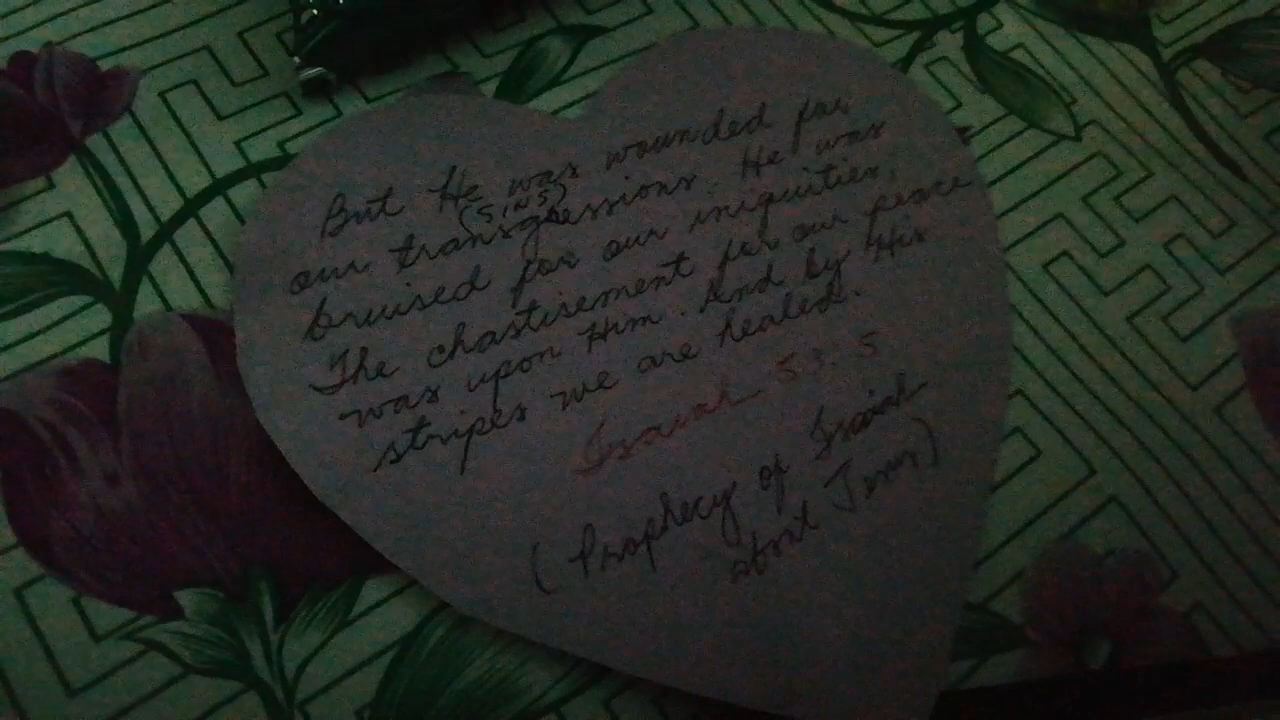 But He was wounded for
(SINS)
our transgressions. He was
bruised for our iniquities,
The chastisement for our peace
was upon Him. And by His
stripes we are healed.
Isaiah 53:5
(Prophecy of Isaiah
about Jesus)